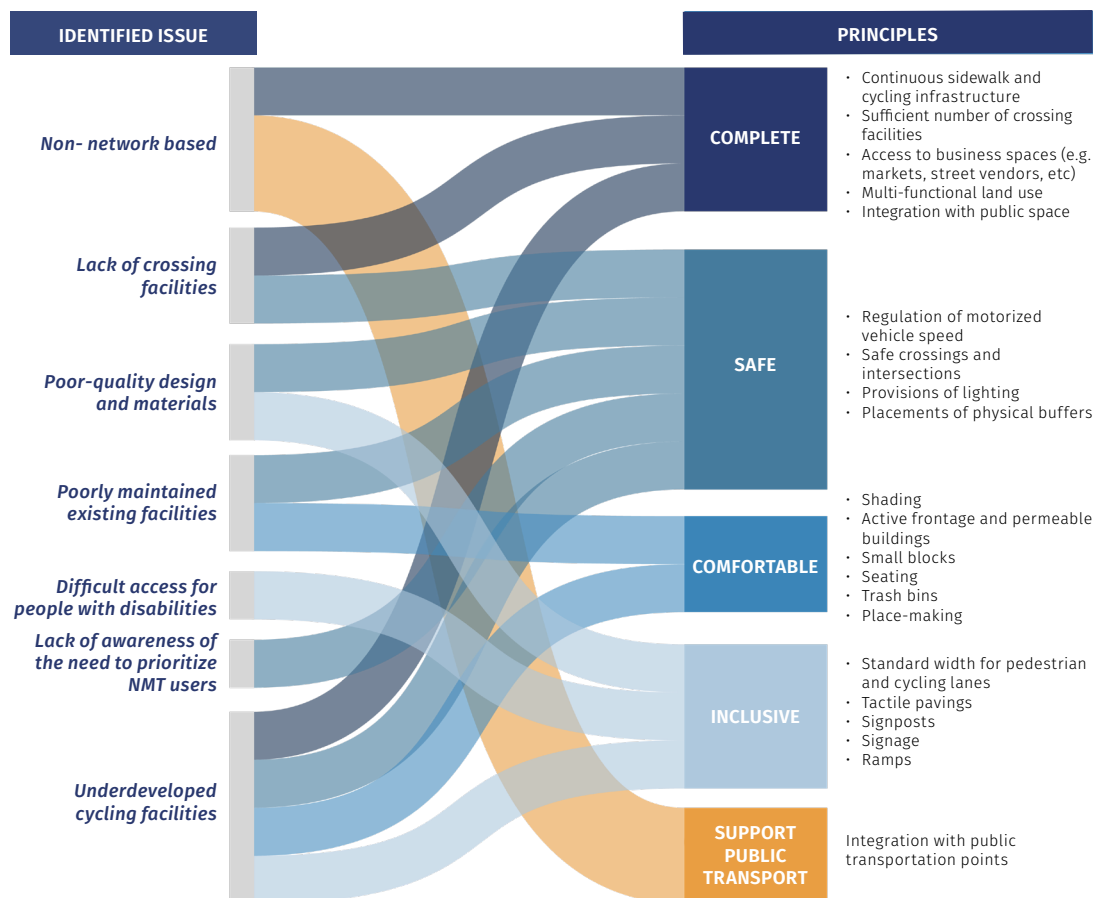 IDENTIFIED ISSUE
Non- network based
Lack of crossing
facilities
Poor-quality design
and materials
Poorly maintained
existing facilities
Difficult access for
people with disabilities
Lack of awareness of
the need to prioritize
NMT users
Underdeveloped
cycling facilities
PRINCIPLES
COMPLETE
• Continuous sidewalk and
cycling infrastructure
• Sufficient number of crossing
facilities
• Access to business spaces (e.g.
markets, street vendors, etc)
• Multi-functional land use
• Integration with public space
SAFE
• Regulation of motorized
vehicle speed
• Safe crossings and
intersections
• Provisions of lighting
• Placements of physical buffers
COMFORTABLE
• Shading
• Active frontage and permeable
buildings
• Small blocks
• Seating
• Trash bins
• Place-making
INCLUSIVE
• Standard width for pedestrian
and cycling lanes
• Tactile pavings
• Signposts
• Signage
• Ramps
SUPPORT
PUBLIC
TRANSPORT
Integration with public
transportation points